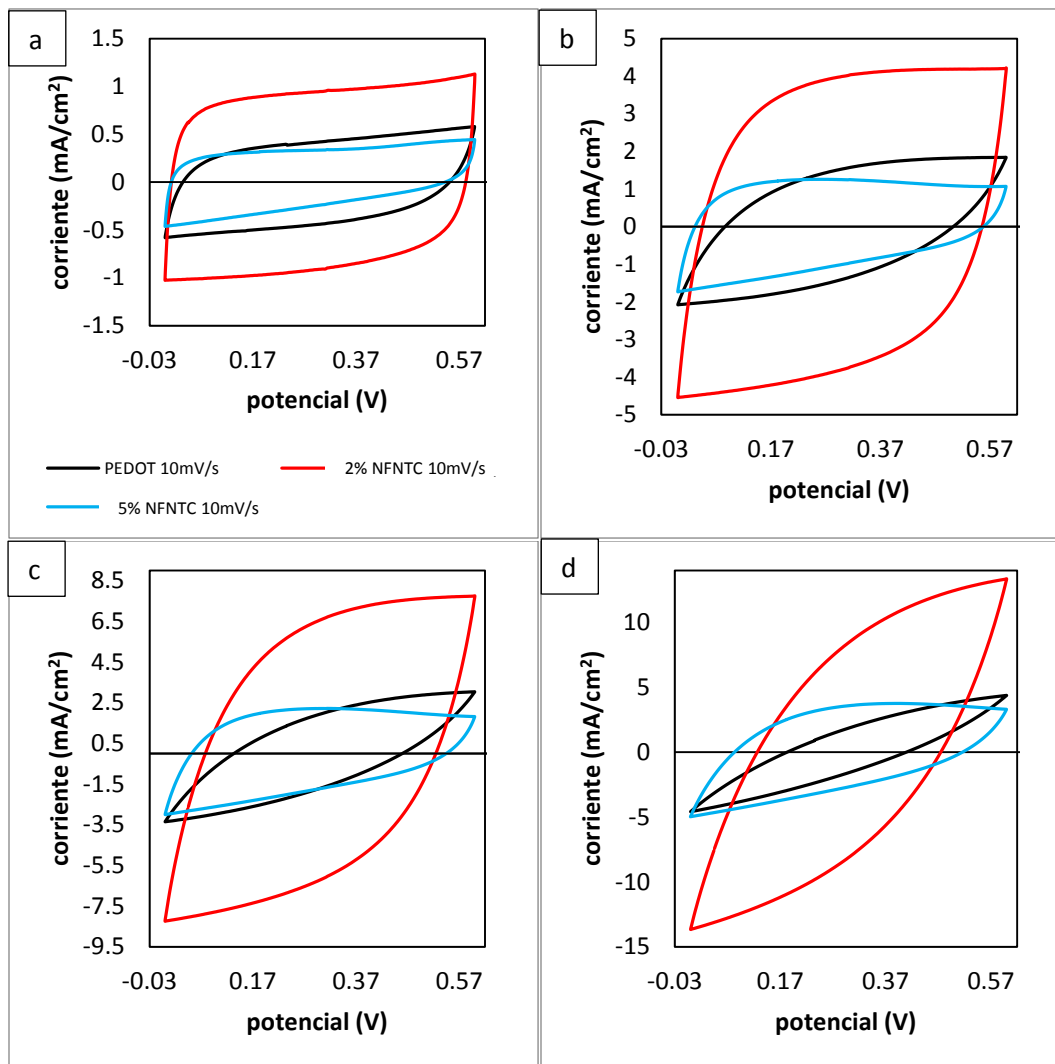 a
1.5
1
0.5
0
-0.5
-1
-1.5
-0.03 0.17 0.37 0.57
corriente (mA/cm²)
potencial (V)
PEDOT 10mV/s
2% NFNTC 10mV/s
5% NFNTC 10mV/s
b
5
4
3
2
1
0
-1
-2
-3
-4
-5
-0.03 0.17 0.37 0.57
corriente (mA/cm²)
potencial (V)
c
8.5
6.5
4.5
2.5
0.5
-1.5
-3.5
-5.5
-7.5
-9.5
-0.03 0.17 0.37 0.57
corriente (mA/cm²)
potencial (V)
d
10
5
0
-5
-10
-15
-0.03 0.17 0.37 0.57
corriente (mA/cm²)
potencial (V)